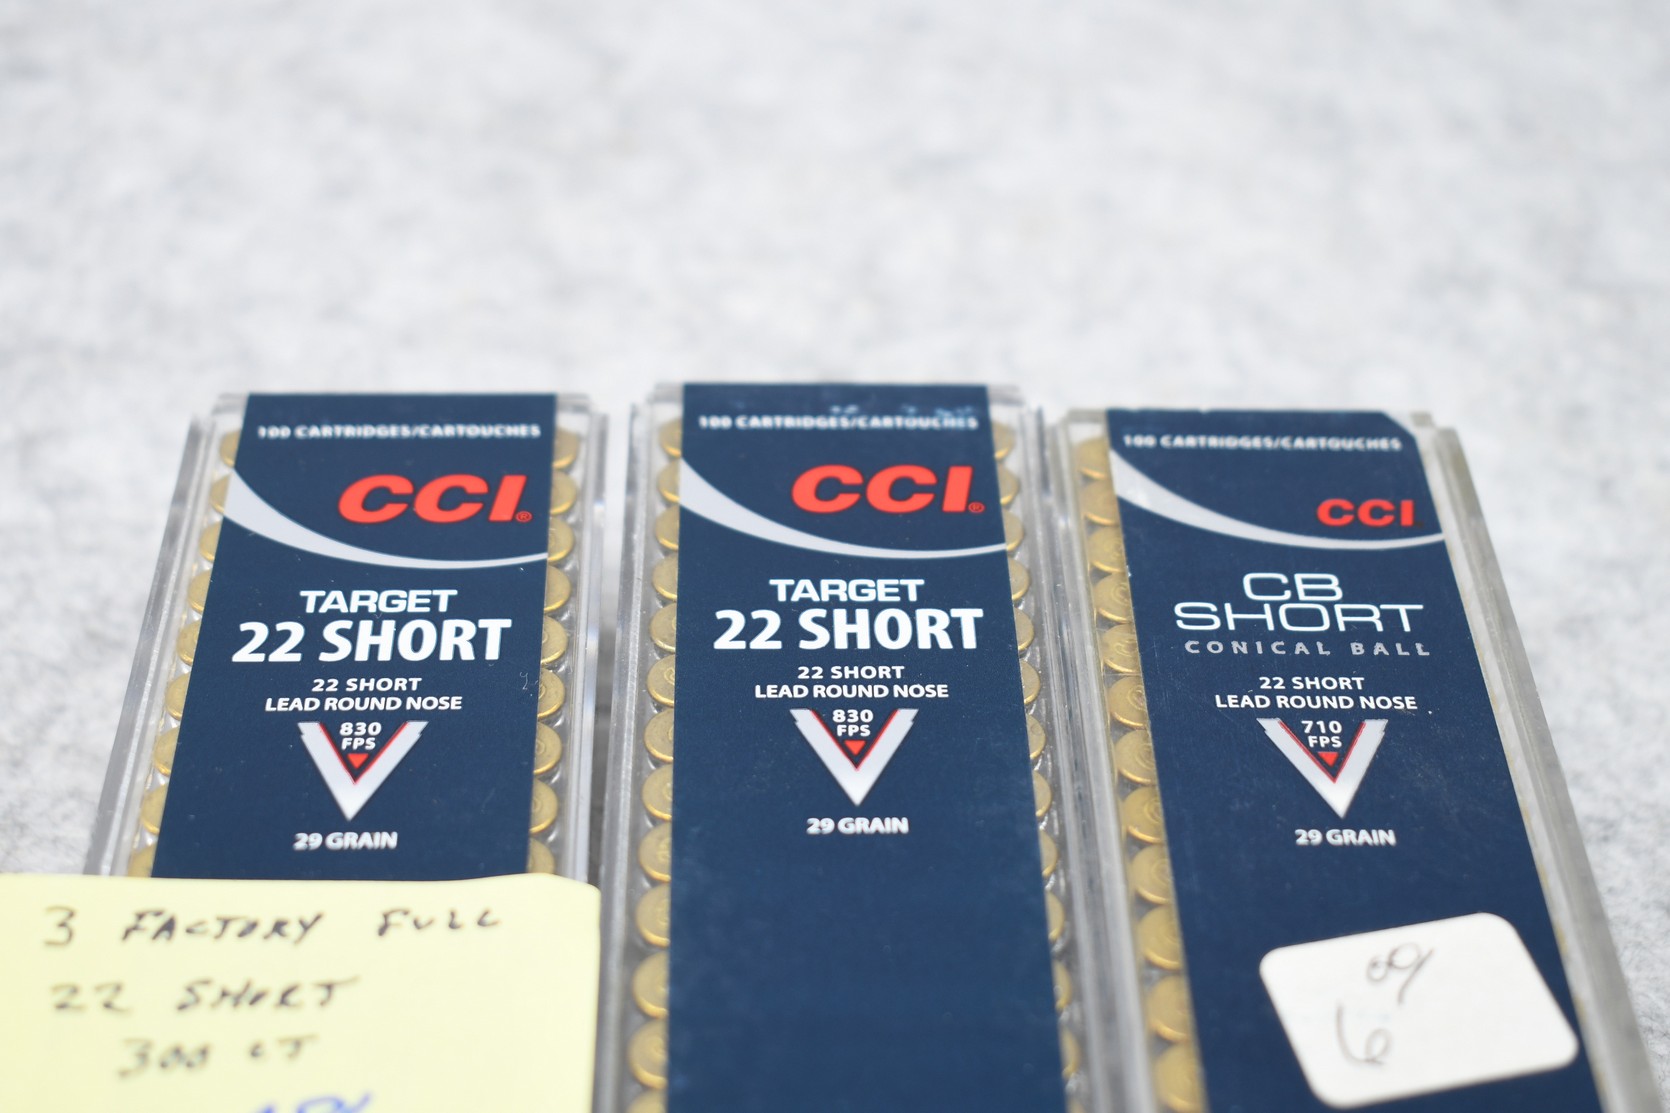 100 CARTRIDGES/CARTOUCHES
CCI®
TARGET
22 SHORT
22 SHORT
LEAD ROUND NOSE
830
FPS
29 GRAIN
100 CARTRIDGES/CARTOUCHES
CCI®
TARGET
22 SHORT
22 SHORT
LEAD ROUND NOSE
830
FPS
29 GRAIN
100 CARTRIDGES/CARTOUCHES
CCI
CB
SHORT
CONICAL BALL
22 SHORT
LEAD ROUND NOSE
710
FPS
29 GRAIN
3 FACTORY FULL
22 SHORT
300 CT
6 09